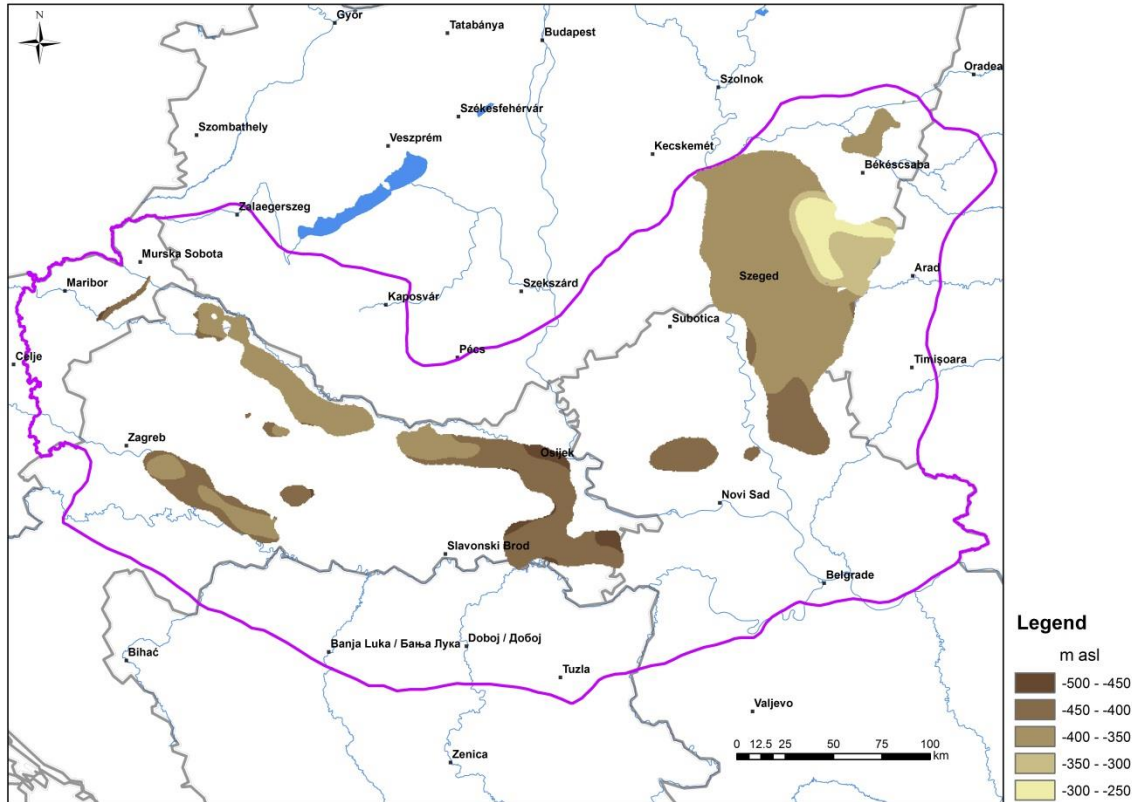 N
Győr
Tatabánya
Budapest
Oradea
Szolnok
Székesfehérvár
Szombathely
Veszprém
Kecskemét
Békéscsaba
Zalaegerszeg
Murska Sobota
Maribor
Szeged
Arad
Kaposvár
Szekszárd
Subotica
Pécs
Celje
Timişoara
Zagreb
Osijek
Novi Sad
Slavonski Brod
Belgrade
Banja Luka / Бања Лука
Doboj / Добој
Bihać
Tuzla
Valjevo
Zenica
0 12.5 25 50 75 100
km
Legend
m asl
-500 - -450
-450 - -400
-400 - -350
-350 - -300
-300 - -250